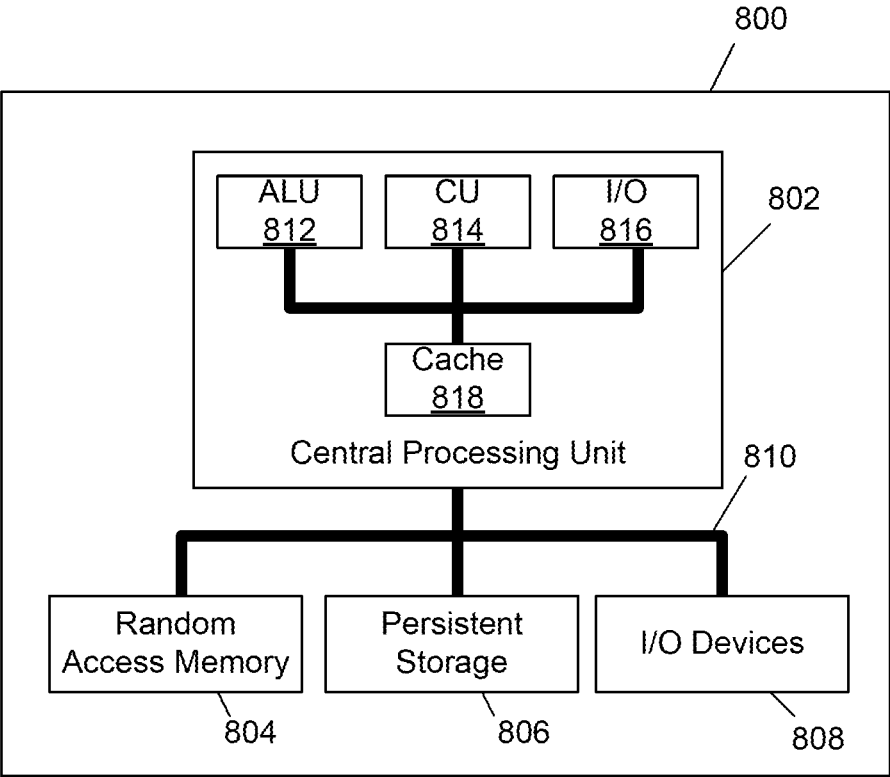 800
ALU
812
CU
814
I/O
816
802
Cache
818
Central Processing Unit
810
Random
Access Memory
Persistent
Storage
I/O Devices
804
806
808